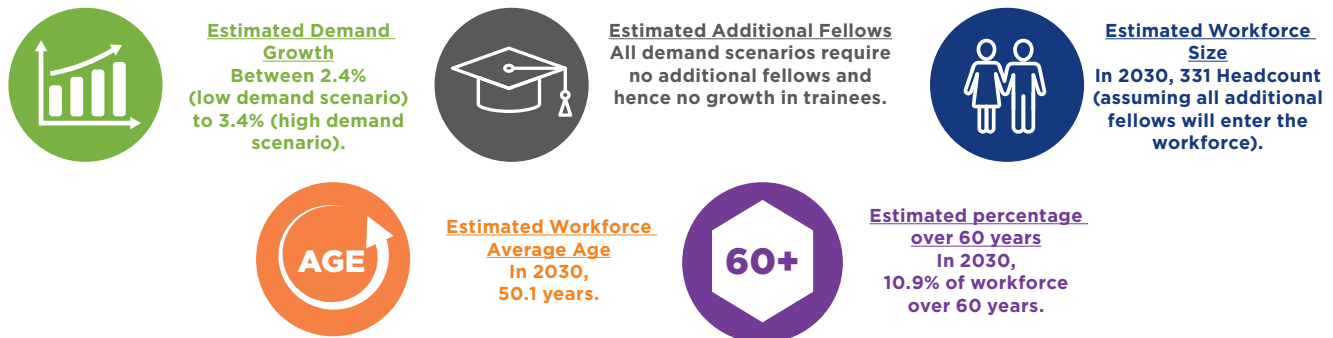 Estimated Demand
Growth
Between 2.4%
(low demand scenario)
to 3.4% (high demand
scenario).
Estimated Additional Fellows
All demand scenarios require
no additional fellows and
hence no growth in trainees.
Estimated Workforce
Size
In 2030, 331 Headcount
(assuming all additional
fellows will enter the
workforce).
AGE
Estimated Workforce
Average Age
In 2030,
50.1 years.
60+
Estimated percentage
over 60 years
In 2030,
10.9% of workforce
over 60 years.